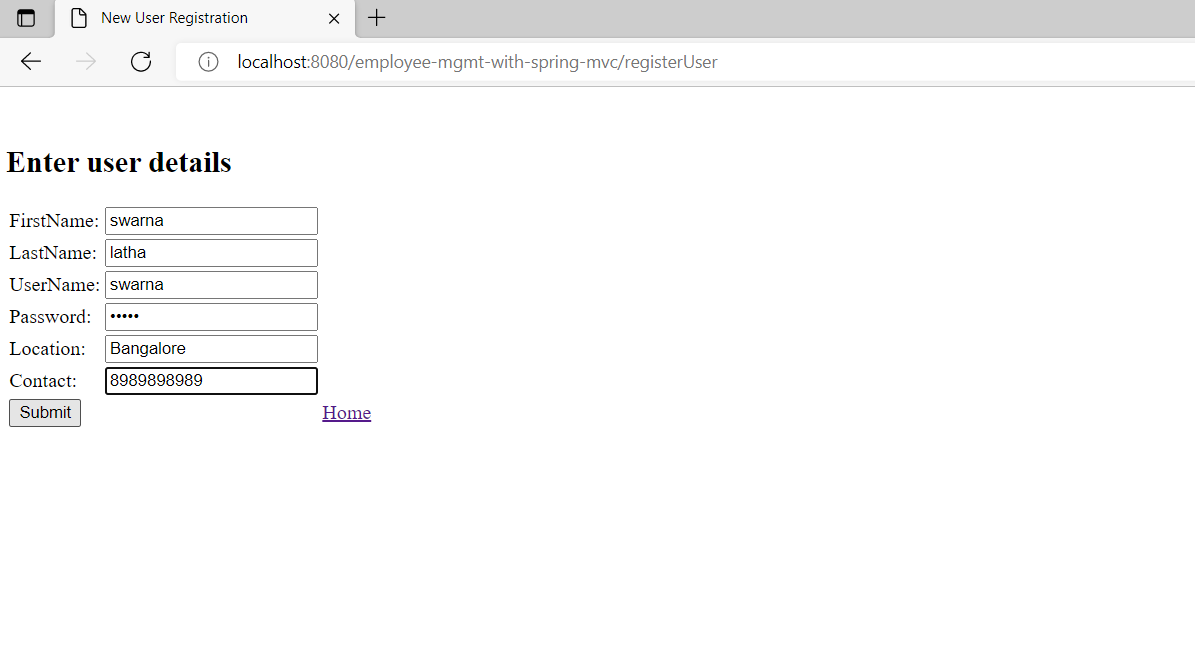 New User Registration
localhost:8080/employee-mgmt-with-spring-mvc/registerUser
Enter user details
FirstName: swarna
LastName: latha
UserName: swarna
Password: •••••
Location: Bangalore
Contact: 8989898989
Submit Home